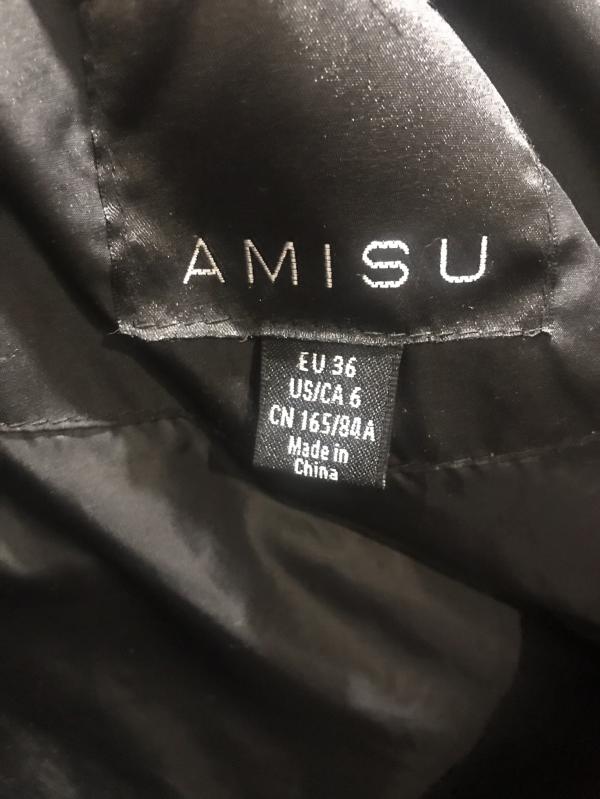 AMISU
EU 36
US/CA 6
CN 165/84A
Made in
China